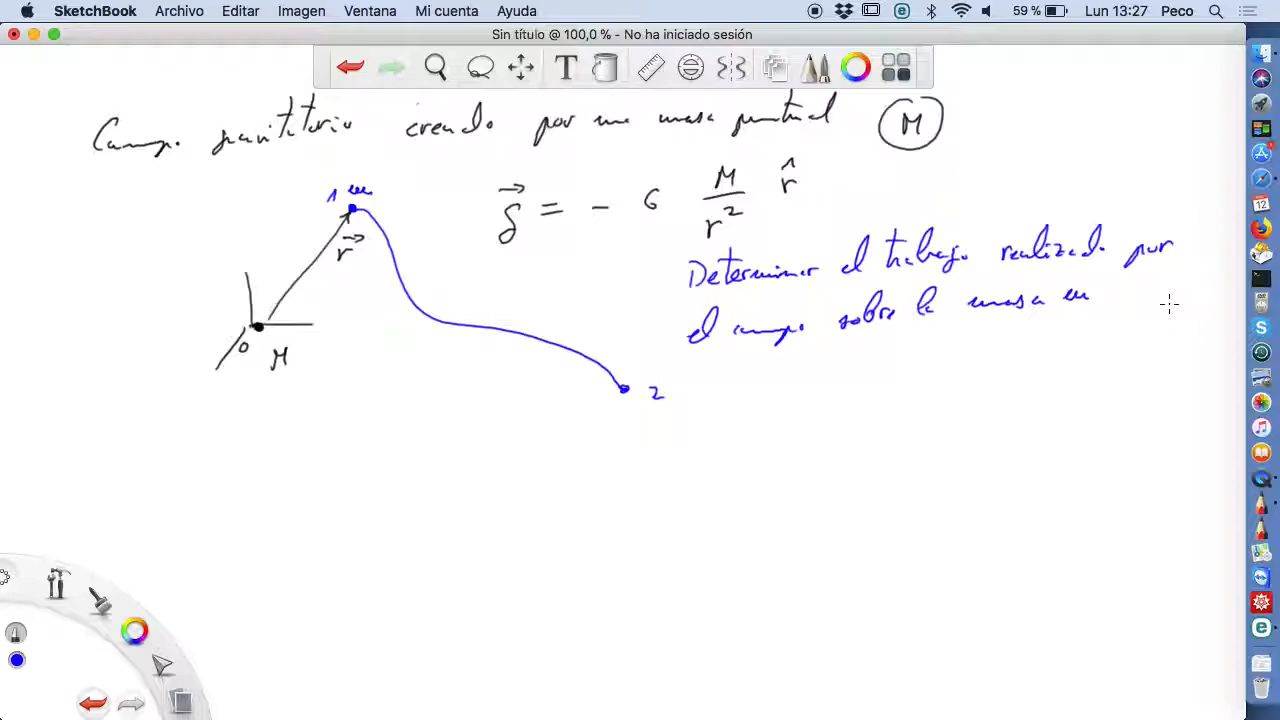 SketchBook Archivo Editar Imagen Ventana Mi cuenta Ayuda 59 % Lun 13:27 Peco
Sin título @ 100,0 % - No ha iniciado sesión
Campo gravitatorio creado por una masa puntual M
1 m
g = - G M/r² r̂
r
Determinar el trabajo realizado por
el campo sobre la masa m
O
M
2